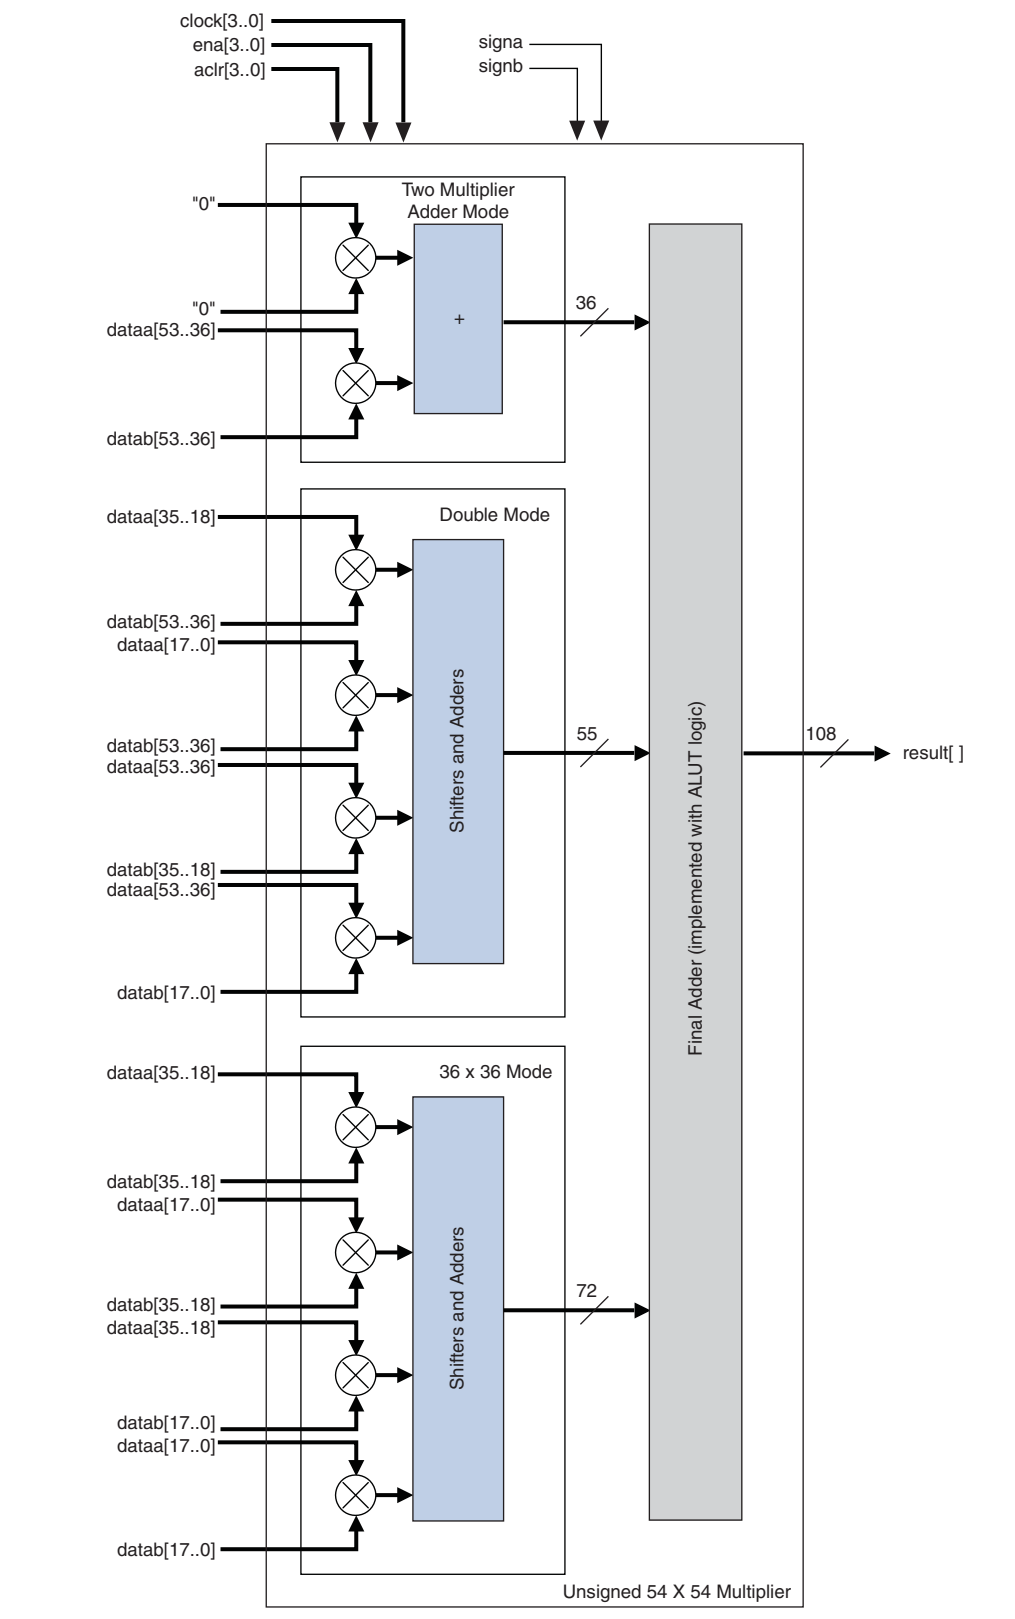 clock[3..0]
ena[3..0]
aclr[3..0]
signa
signb
Two Multiplier
Adder Mode
"0"
"0"
dataa[53..36]
datab[53..36]
+
36
Double Mode
dataa[35..18]
datab[53..36]
dataa[17..0]
datab[53..36]
dataa[53..36]
datab[35..18]
dataa[53..36]
datab[17..0]
Shifters and Adders
55
36 x 36 Mode
dataa[35..18]
datab[35..18]
dataa[17..0]
datab[35..18]
dataa[35..18]
datab[17..0]
dataa[17..0]
datab[17..0]
Shifters and Adders
72
Final Adder (implemented with ALUT logic)
108
result[ ]
Unsigned 54 X 54 Multiplier